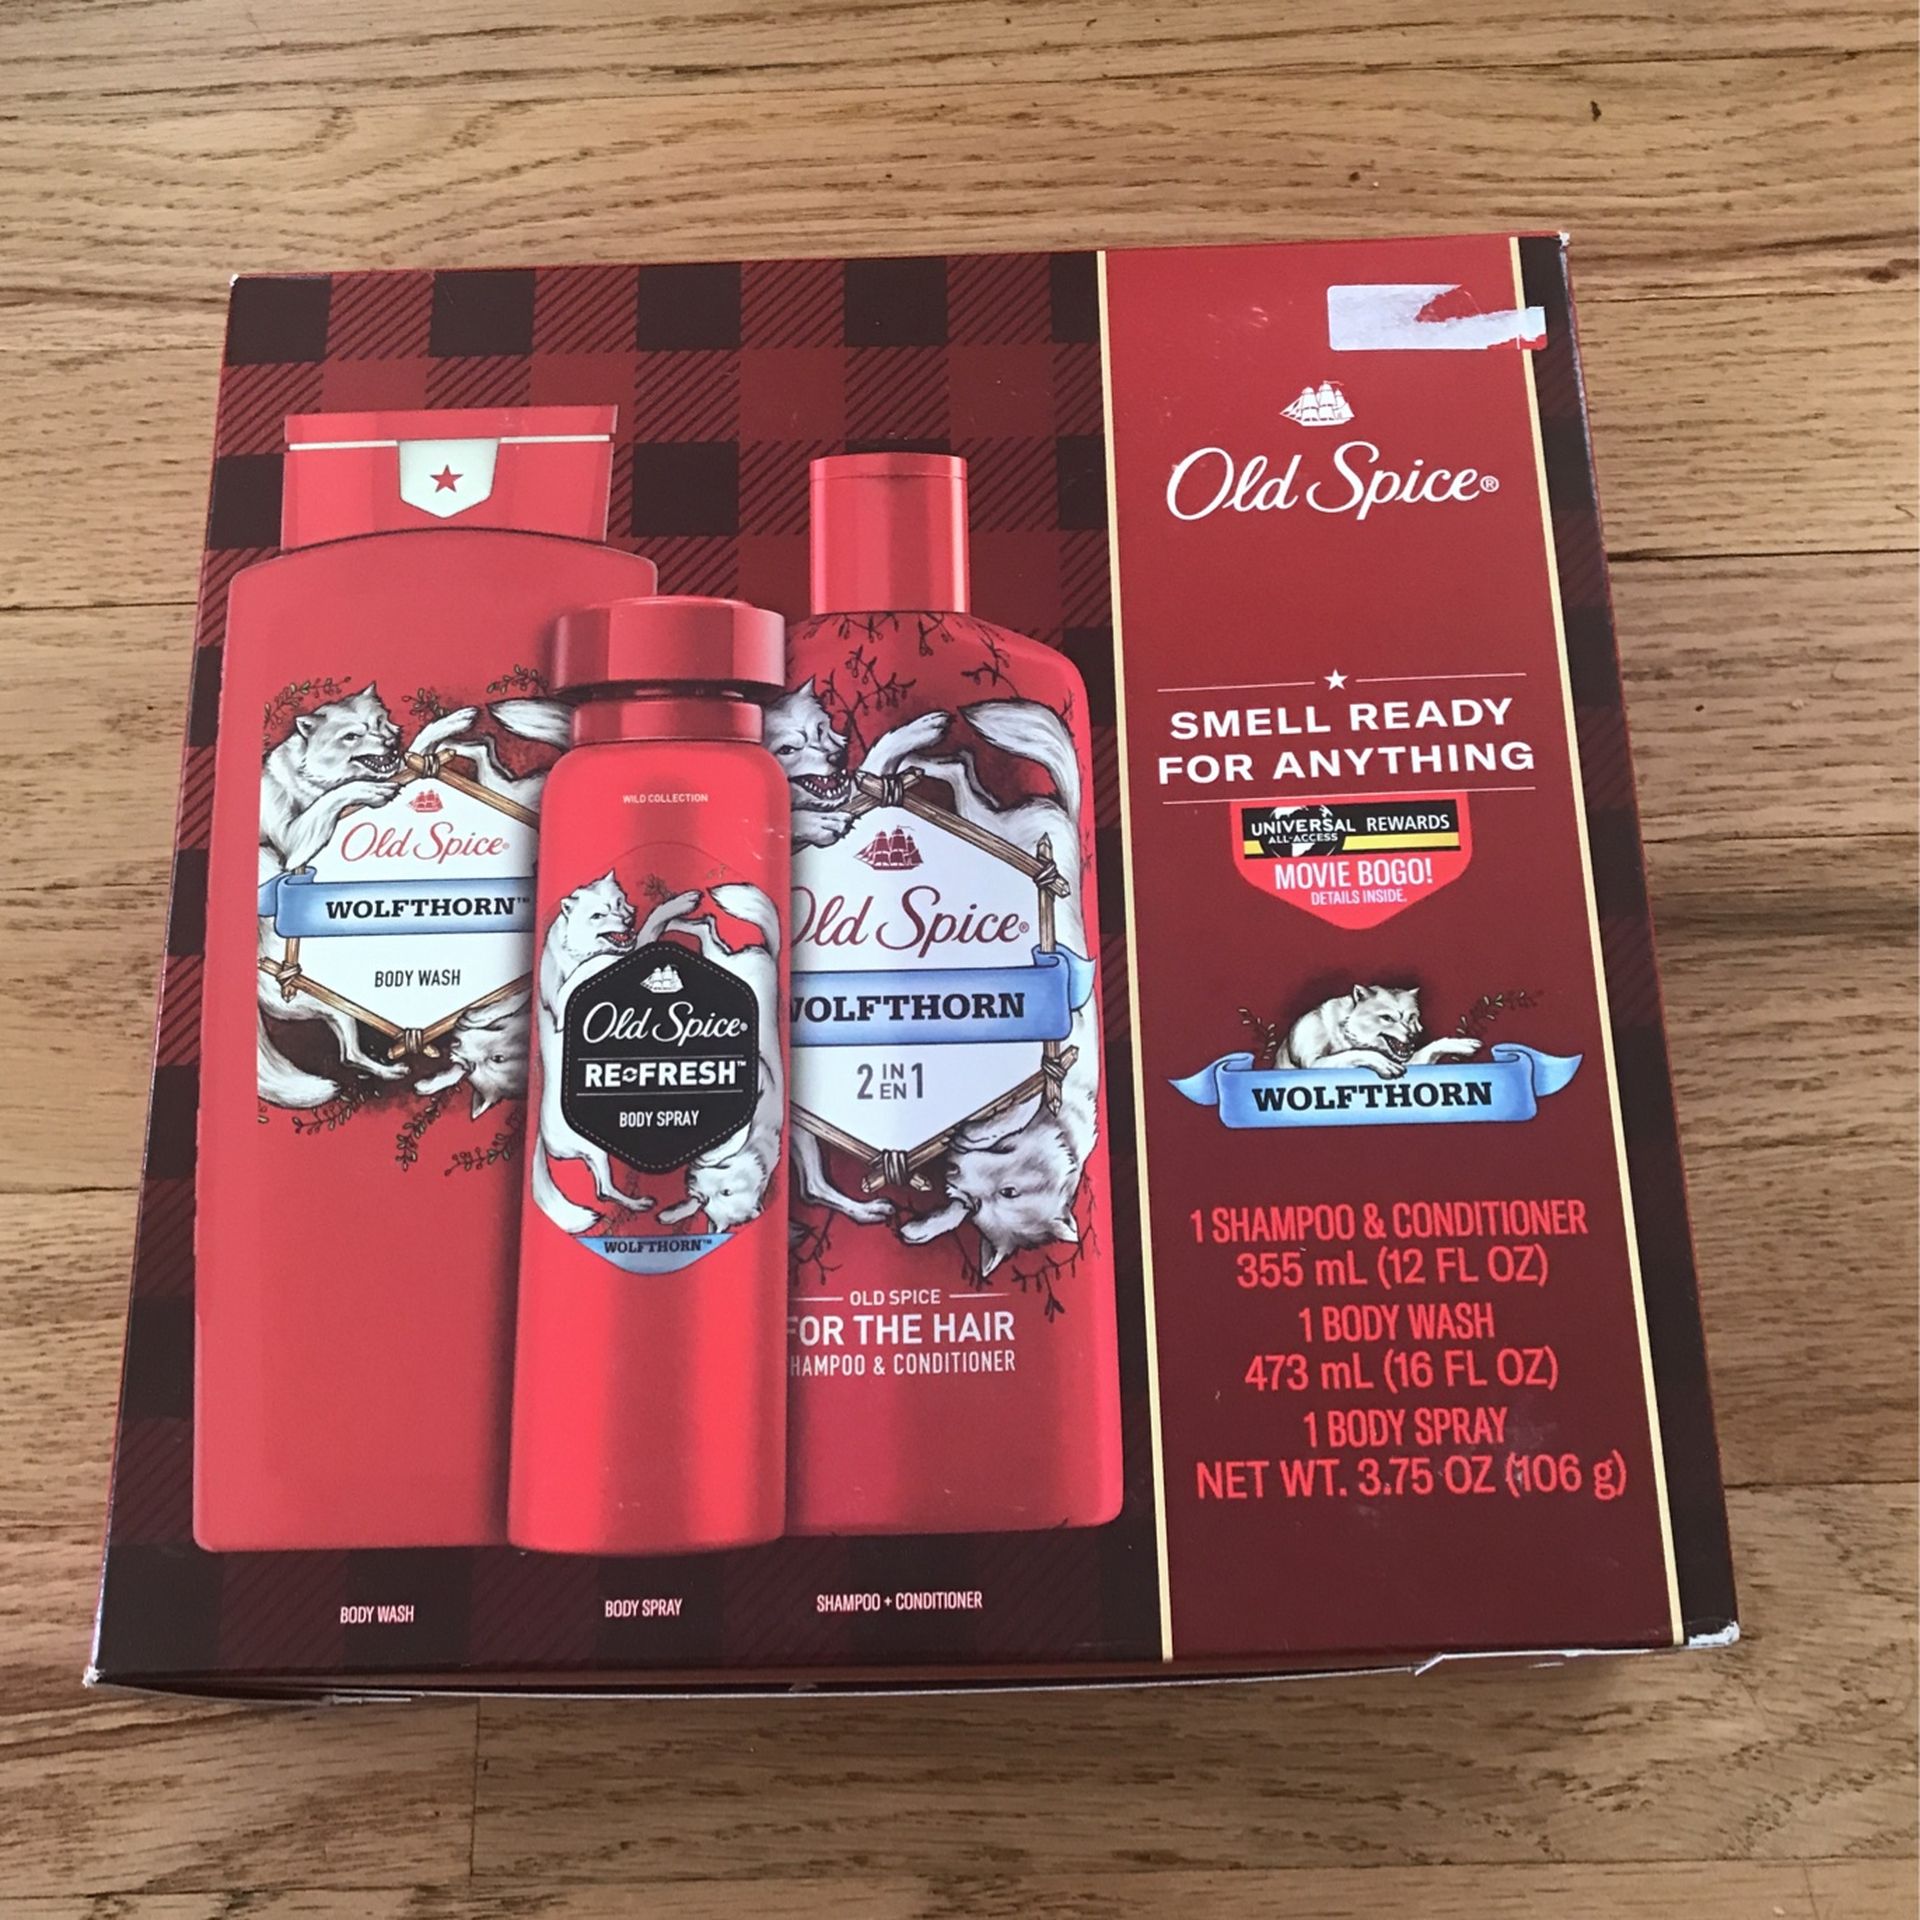 Old Spice®
WOLFTHORN™
BODY WASH
WILD COLLECTION
Old Spice®
RE FRESH™
BODY SPRAY
WOLFTHORN™
Old Spice®
WOLFTHORN
2 IN
EN 1
OLD SPICE
FOR THE HAIR
SHAMPOO & CONDITIONER
BODY WASH
BODY SPRAY
SHAMPOO + CONDITIONER
Old Spice®
SMELL READY
FOR ANYTHING
UNIVERSAL REWARDS
ALL-ACCESS
MOVIE BOGO!
DETAILS INSIDE.
WOLFTHORN
1 SHAMPOO & CONDITIONER
355 mL (12 FL OZ)
1 BODY WASH
473 mL (16 FL OZ)
1 BODY SPRAY
NET WT. 3.75 OZ (106 g)